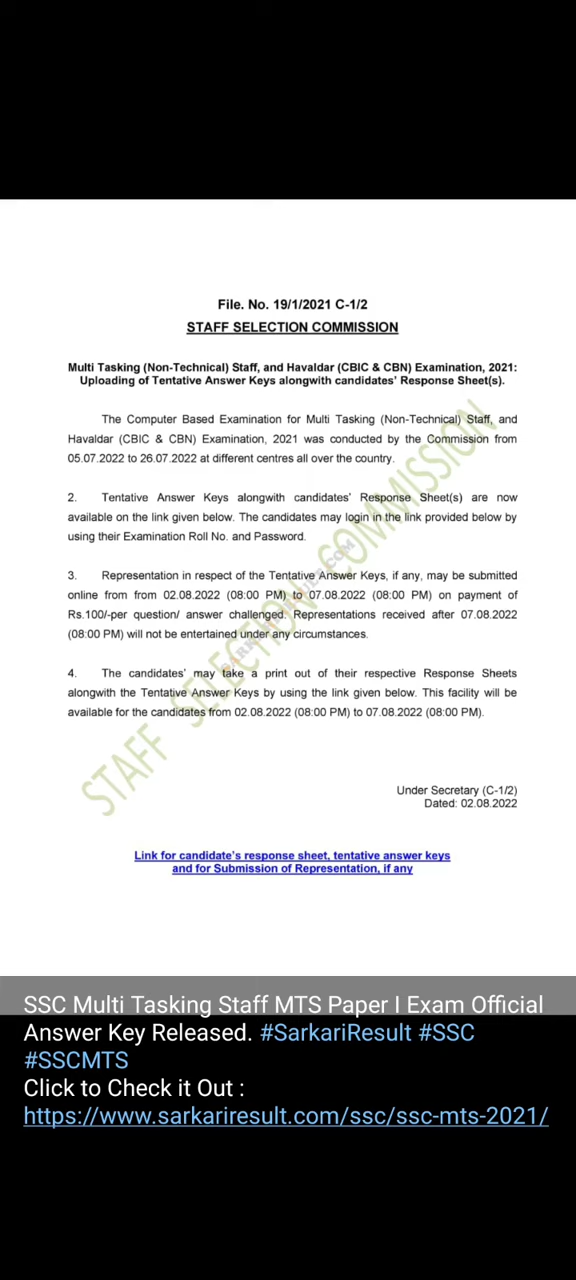 File. No. 19/1/2021 C-1/2
STAFF SELECTION COMMISSION
Multi Tasking (Non-Technical) Staff, and Havaldar (CBIC & CBN) Examination, 2021:
Uploading of Tentative Answer Keys alongwith candidates' Response Sheet(s).
The Computer Based Examination for Multi Tasking (Non-Technical) Staff, and
Havaldar (CBIC & CBN) Examination, 2021 was conducted by the Commission from
05.07.2022 to 26.07.2022 at different centres all over the country.
2. Tentative Answer Keys alongwith candidates' Response Sheet(s) are now
available on the link given below. The candidates may login in the link provided below by
using their Examination Roll No. and Password.
3. Representation in respect of the Tentative Answer Keys, if any, may be submitted
online from from 02.08.2022 (08:00 PM) to 07.08.2022 (08:00 PM) on payment of
Rs.100/-per question/ answer challenged. Representations received after 07.08.2022
(08:00 PM) will not be entertained under any circumstances.
4. The candidates' may take a print out of their respective Response Sheets
alongwith the Tentative Answer Keys by using the link given below. This facility will be
available for the candidates from 02.08.2022 (08:00 PM) to 07.08.2022 (08:00 PM).
STAFF SELECTION COMMISSION
Under Secretary (C-1/2)
Dated: 02.08.2022
Link for candidate's response sheet, tentative answer keys
and for Submission of Representation, if any
SSC Multi Tasking Staff MTS Paper I Exam Official
Answer Key Released. #SarkariResult #SSC
#SSCMTS
Click to Check it Out :
https://www.sarkariresult.com/ssc/ssc-mts-2021/